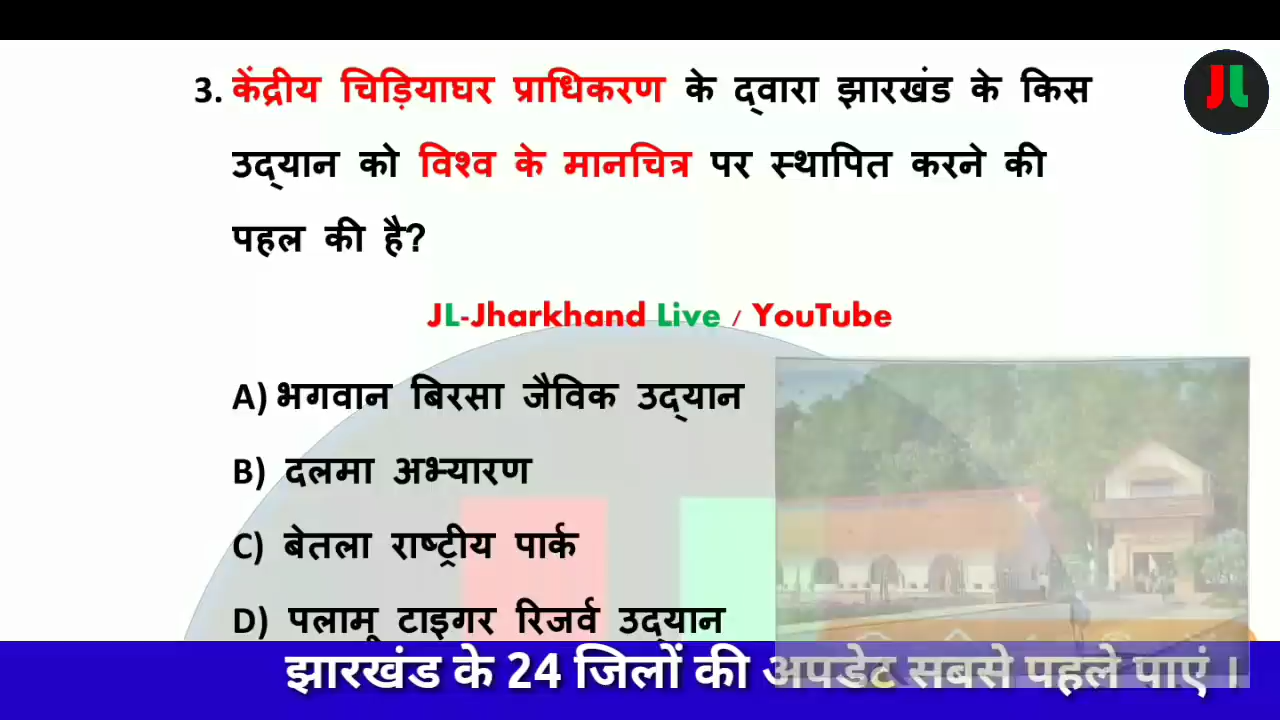 JL
3. केंद्रीय चिड़ियाघर प्राधिकरण के द्वारा झारखंड के किस
उद्यान को विश्व के मानचित्र पर स्थापित करने की
पहल की है?
JL-Jharkhand Live / YouTube
A) भगवान बिरसा जैविक उद्यान
B) दलमा अभ्यारण
C) बेतला राष्ट्रीय पार्क
D) पलामू टाइगर रिजर्व उद्यान
झारखंड के 24 जिलों की अपडेट सबसे पहले पाएं ।